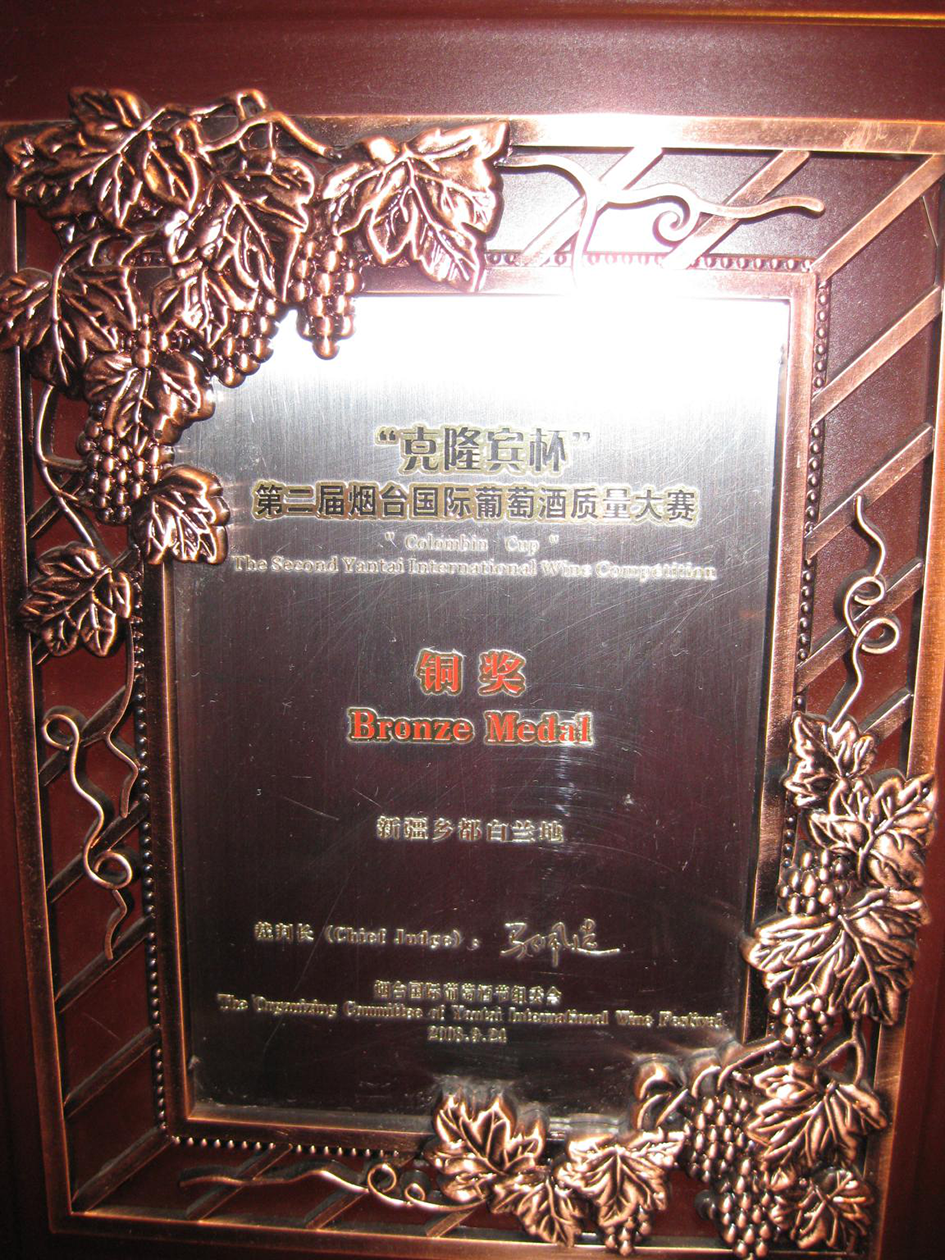 “克隆宾杯”
第二届烟台国际葡萄酒质量大赛
" Colombin Cup "
The Second Yantai International Wine Competition
铜奖
Bronze Medal
新疆乡都白兰地
裁判长（Chief Judge）：
烟台国际葡萄酒节组委会
The Organizing Committee of Yantai International Wine Festival